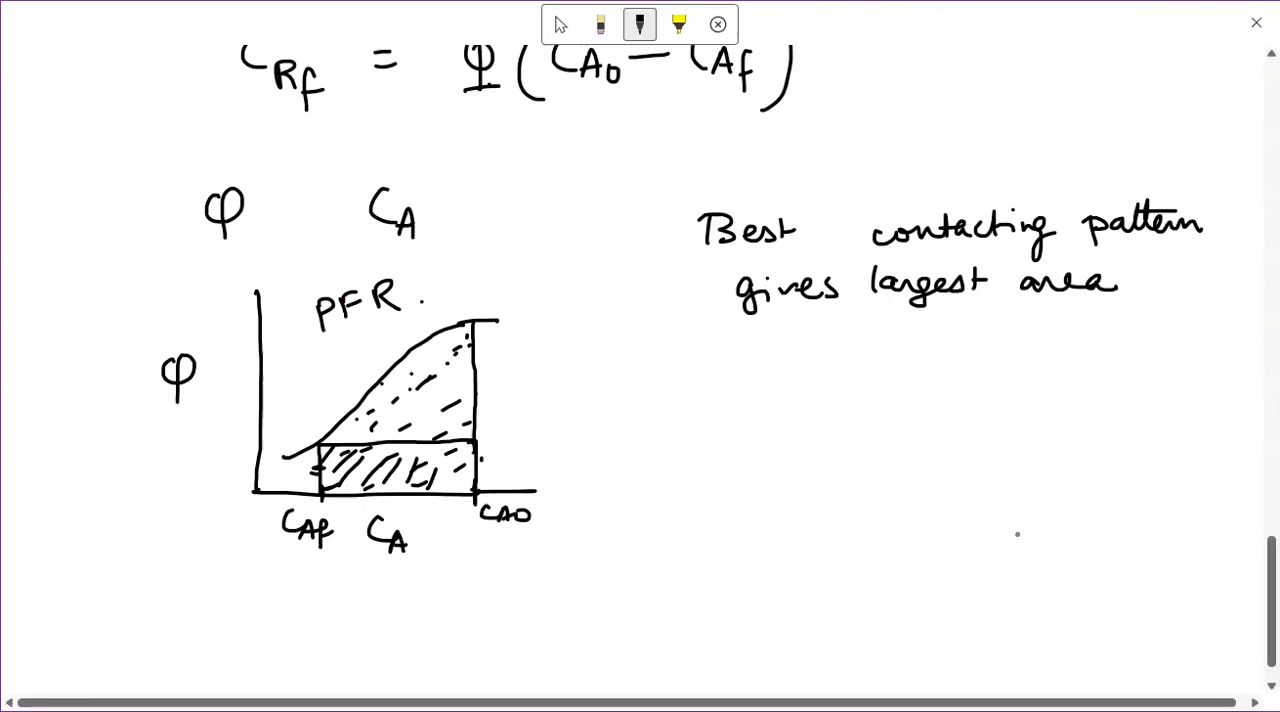 C_Rf = Φ (C_A0 - C_Af)
φ C_A
Best contacting pattern
gives largest area
PFR
φ
C_Af C_A C_A0